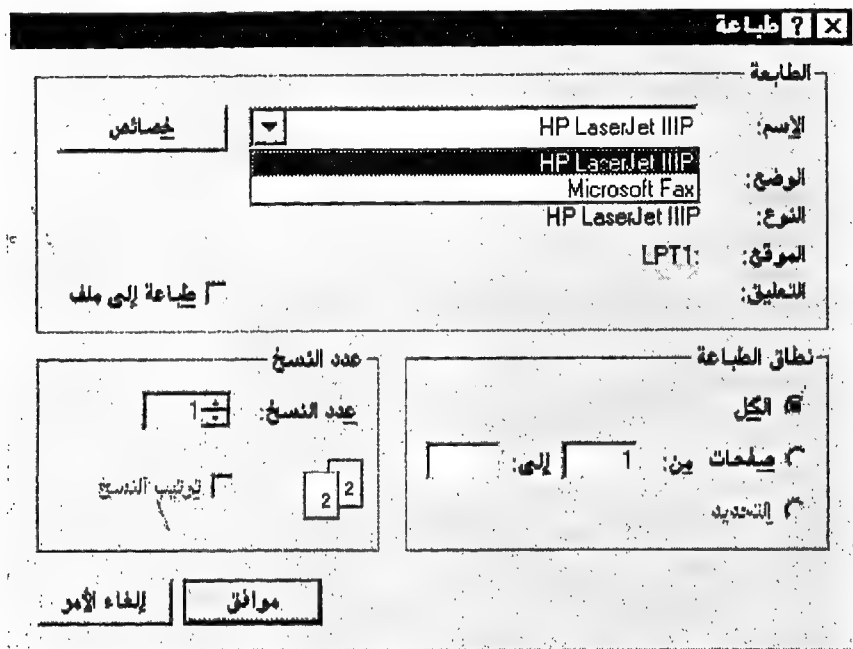 طباعة
الطابعة
الإسم: HP LaserJet IIIP خصائص
HP LaserJet IIIP
الوضع: Microsoft Fax
النوع: HP LaserJet IIIP
الموقع: LPT1:
التعليق: طباعة إلى ملف
نطاق الطباعة
الكل
صفحات من: 1 إلى:
التحديد
عدد النسخ
عدد النسخ: 1
2 2 ترتيب النسخ
موافق إلغاء الأمر